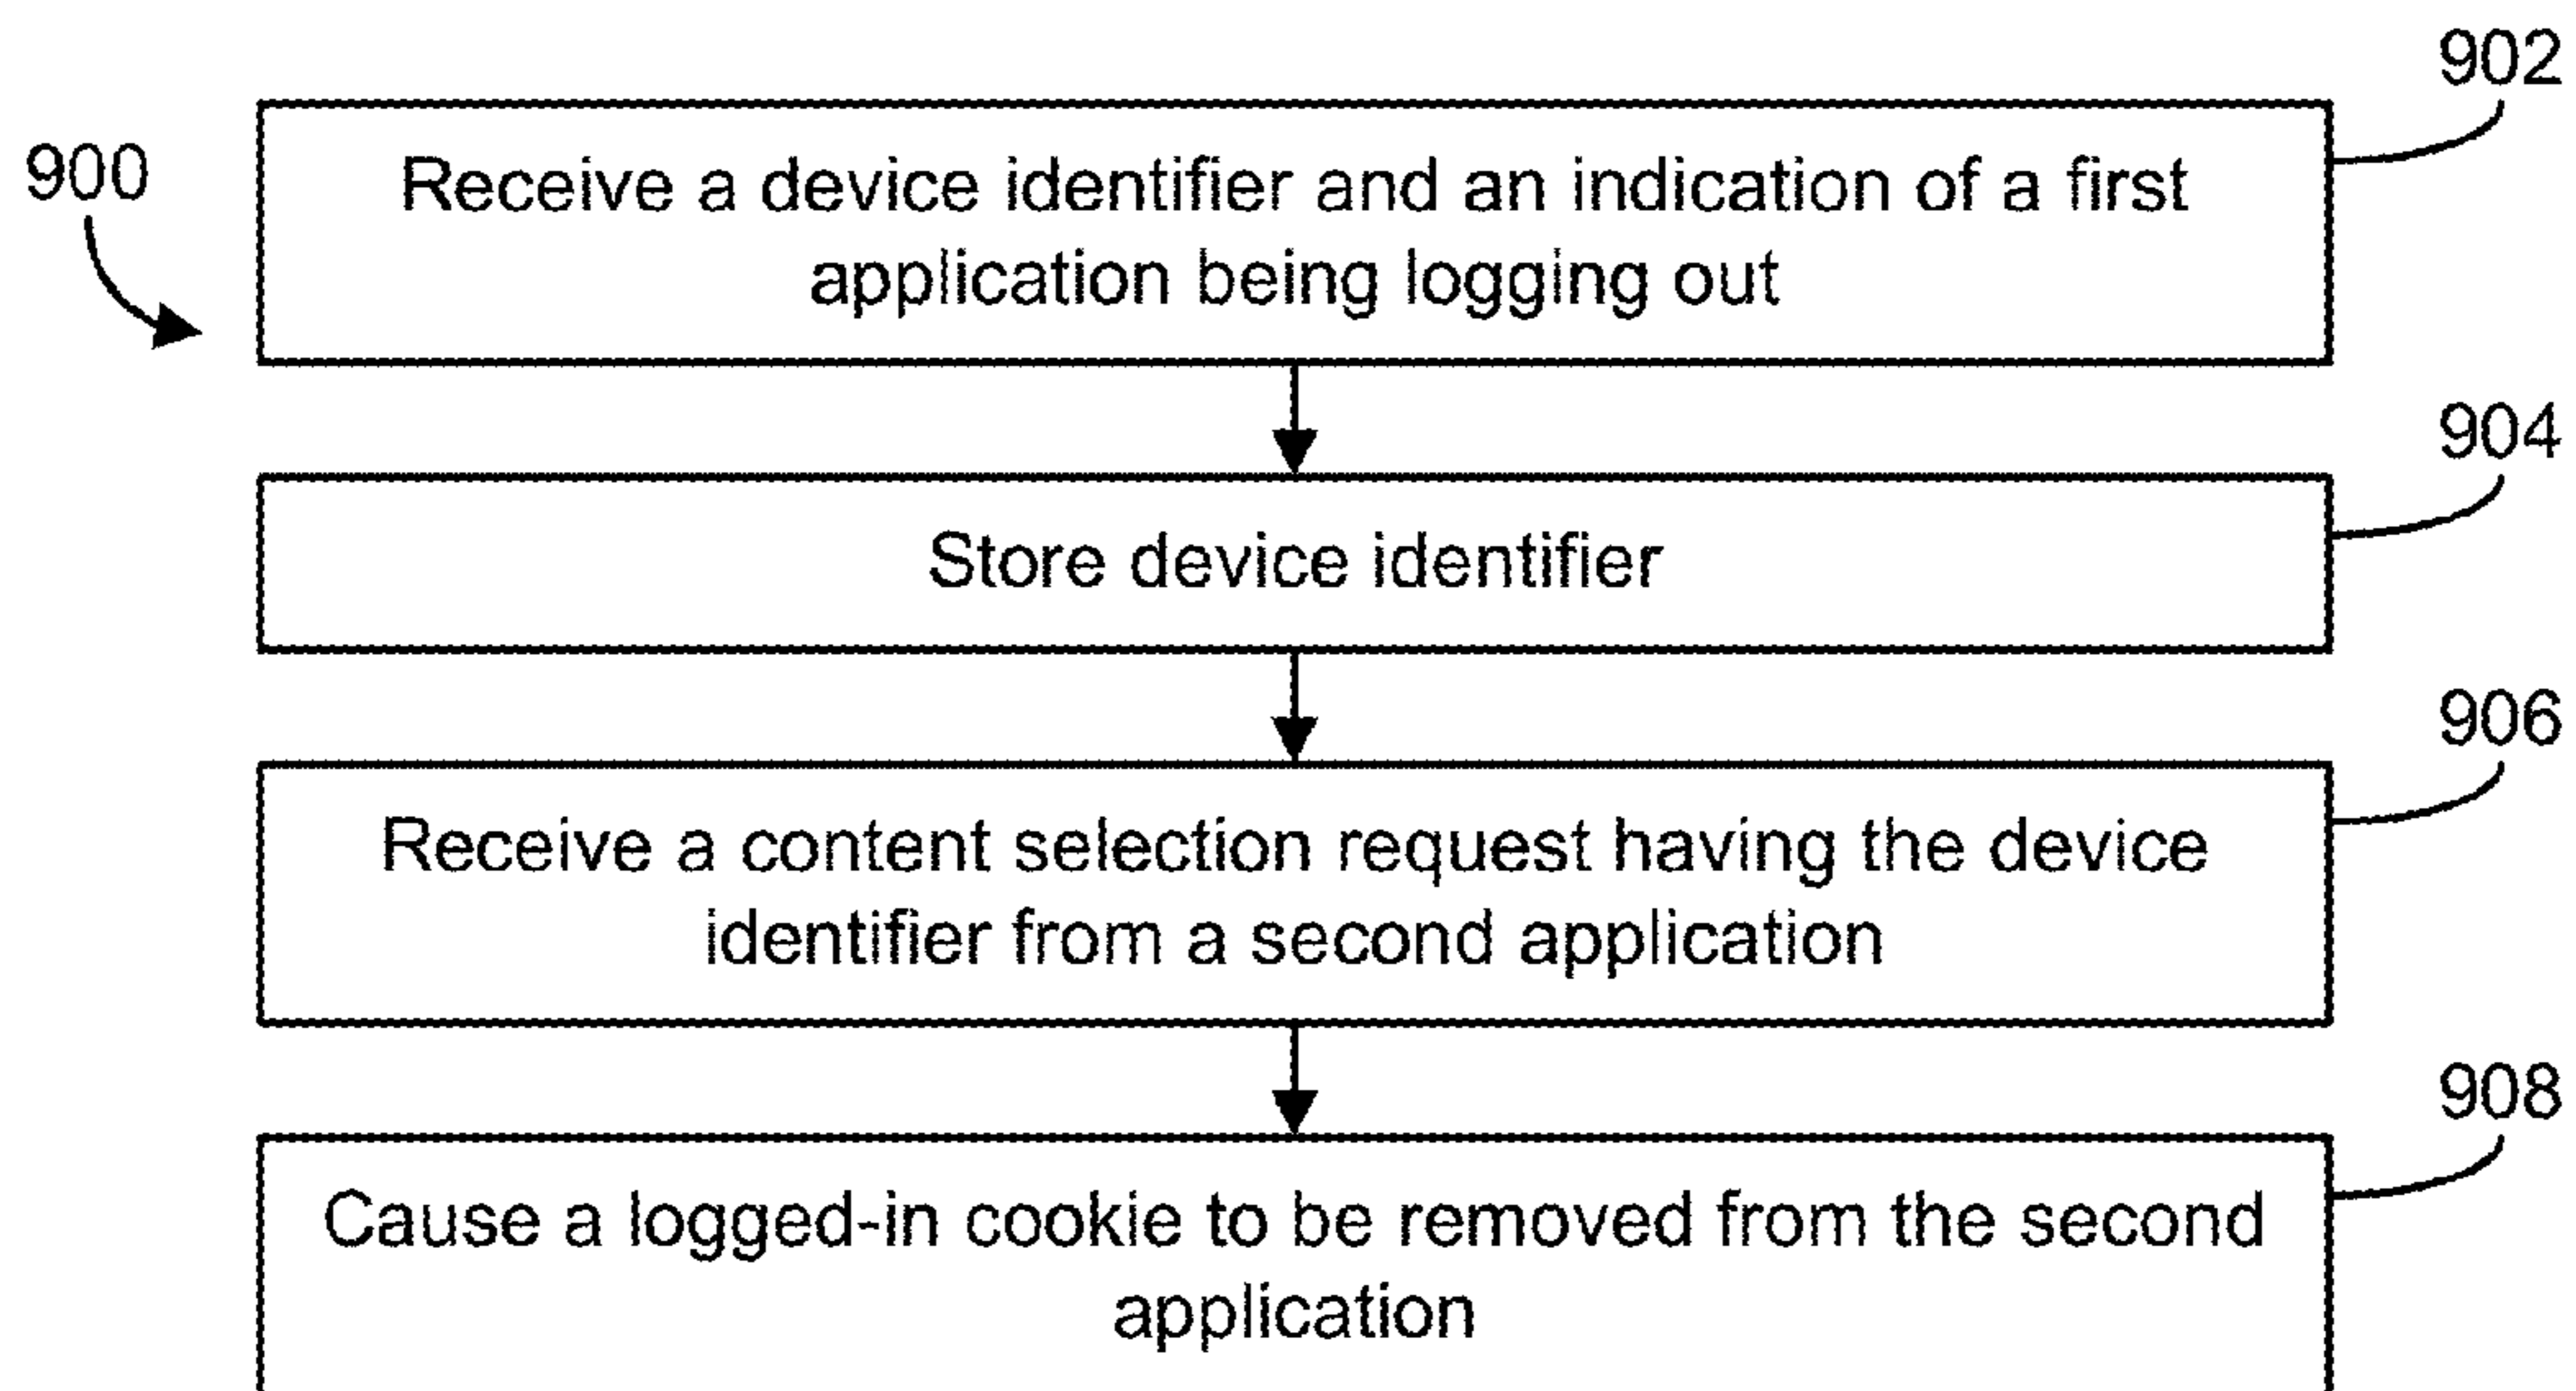 902
900
Receive a device identifier and an indication of a first
application being logging out
904
Store device identifier
906
Receive a content selection request having the device
identifier from a second application
908
Cause a logged-in cookie to be removed from the second
application